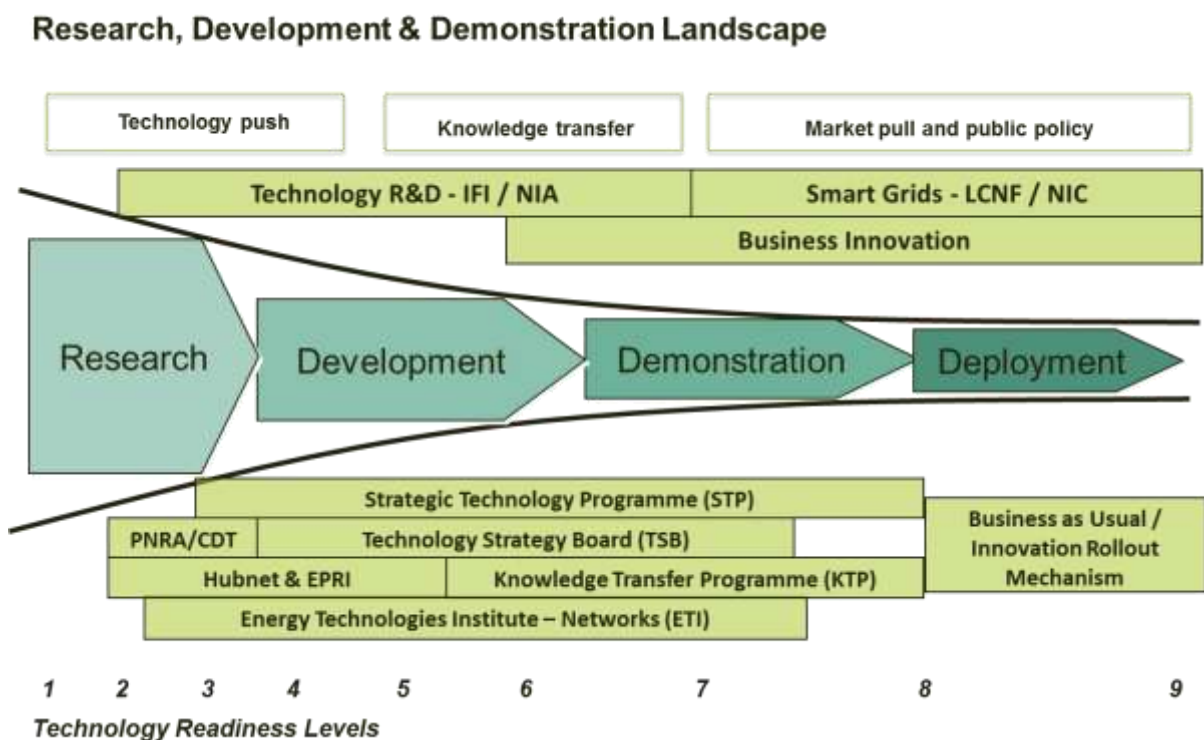 Research, Development & Demonstration Landscape
Technology push
Knowledge transfer
Market pull and public policy
Technology R&D - IFI / NIA
Smart Grids - LCNF / NIC
Business Innovation
Research
Development
Demonstration
Deployment
Strategic Technology Programme (STP)
PNRA/CDT
Technology Strategy Board (TSB)
Hubnet & EPRI
Knowledge Transfer Programme (KTP)
Energy Technologies Institute – Networks (ETI)
Business as Usual /
Innovation Rollout
Mechanism
1 2 3 4 5 6 7 8 9
Technology Readiness Levels